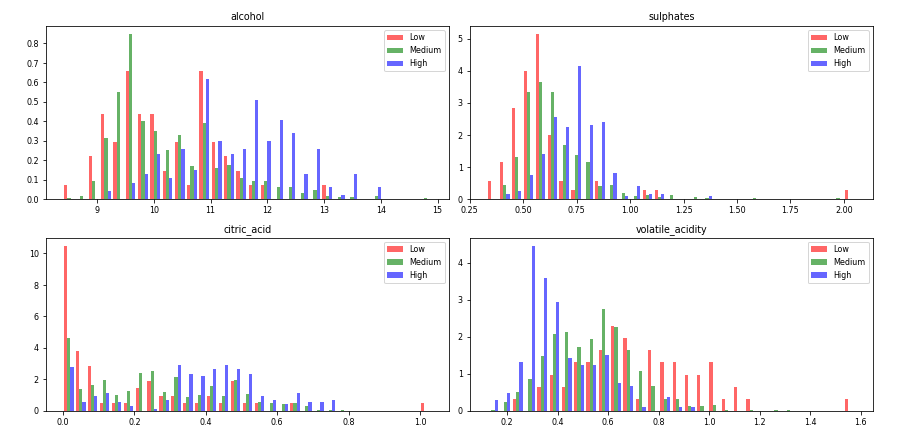 alcohol
Low
Medium
High
0.8
0.7
0.6
0.5
0.4
0.3
0.2
0.1
0.0
9 10 11 12 13 14 15
sulphates
Low
Medium
High
5
4
3
2
1
0
0.25 0.50 0.75 1.00 1.25 1.50 1.75 2.00
citric_acid
Low
Medium
High
10
8
6
4
2
0
0.0 0.2 0.4 0.6 0.8 1.0
volatile_acidity
Low
Medium
High
4
3
2
1
0
0.2 0.4 0.6 0.8 1.0 1.2 1.4 1.6